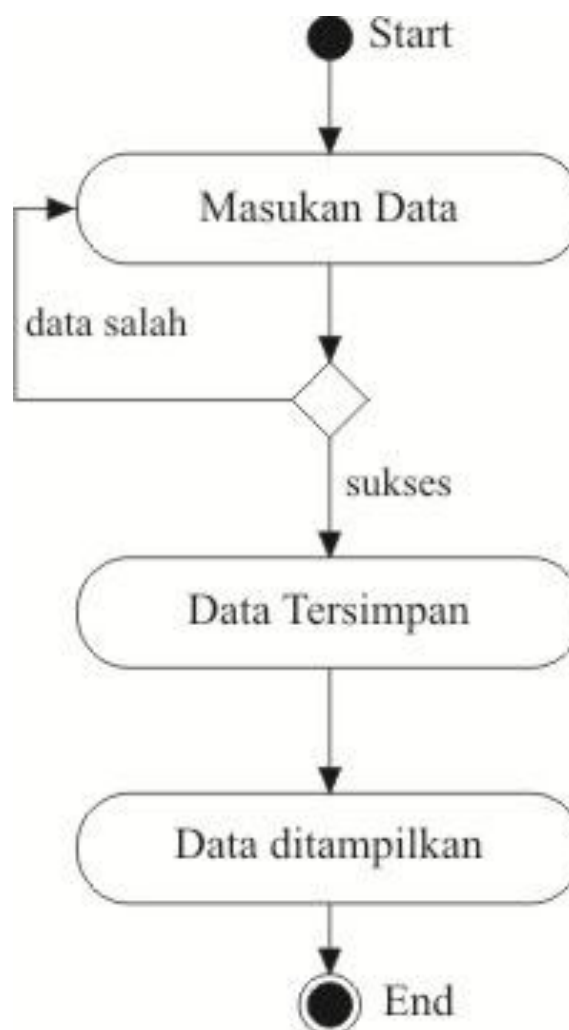 Start
Masukan Data
data salah
sukses
Data Tersimpan
Data ditampilkan
End